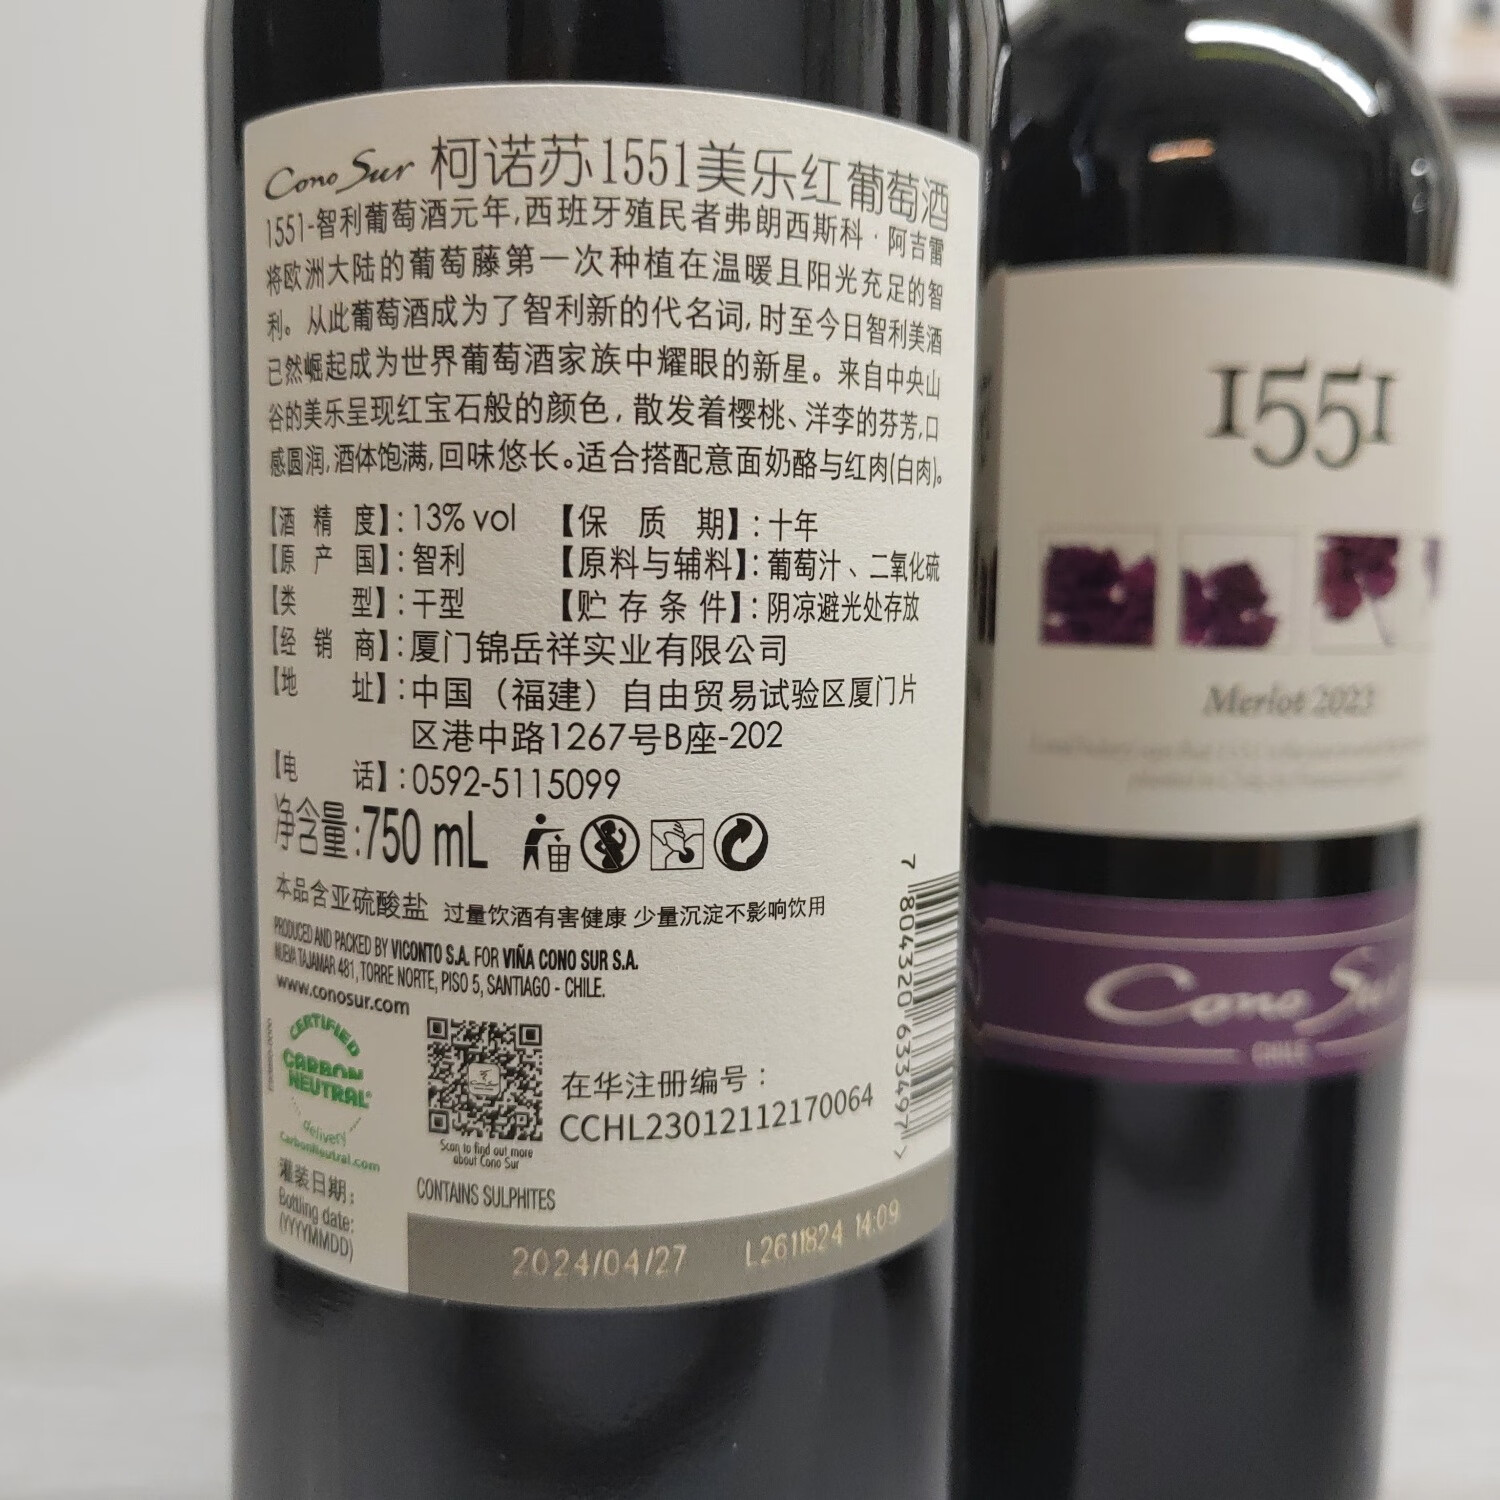 Cono Sur 柯诺苏1551美乐红葡萄酒
1551-智利葡萄酒元年,西班牙殖民者弗朗西斯科·阿吉雷
将欧洲大陆的葡萄藤第一次种植在温暖且阳光充足的智
利。从此葡萄酒成为了智利新的代名词,时至今日智利美酒
已然崛起成为世界葡萄酒家族中耀眼的新星。来自中央山
谷的美乐呈现红宝石般的颜色,散发着樱桃、洋李的芬芳,口
感圆润,酒体饱满,回味悠长。适合搭配意面奶酪与红肉(白肉)。
【酒精度】:13% vol 【保质期】:十年
【原产国】:智利 【原料与辅料】:葡萄汁、二氧化硫
【类型】:干型 【贮存条件】:阴凉避光处存放
【经销商】:厦门锦岳祥实业有限公司
【地址】:中国（福建）自由贸易试验区厦门片
区港中路1267号B座-202
【电话】:0592-5115099
净含量:750 mL
本品含亚硫酸盐 过量饮酒有害健康 少量沉淀不影响饮用
PRODUCED AND PACKED BY VICONTO S.A. FOR VIÑA CONO SUR S.A.
NUEVA TAJAMAR 481, TORRE NORTE, PISO 5, SANTIAGO - CHILE.
www.conosur.com
CERTIFIED
CARBON
NEUTRAL®
delivery
CarbonNeutral.com
Scan to find out more
about Cono Sur
在华注册编号：
CCHL23012112170064
7 804320 633497 >
灌装日期：
Bottling date:
(YYYYMMDD)
CONTAINS SULPHITES
2024/04/27 L2611824 14:09
1551
Merlot 2023
Cono Sur
CHILE